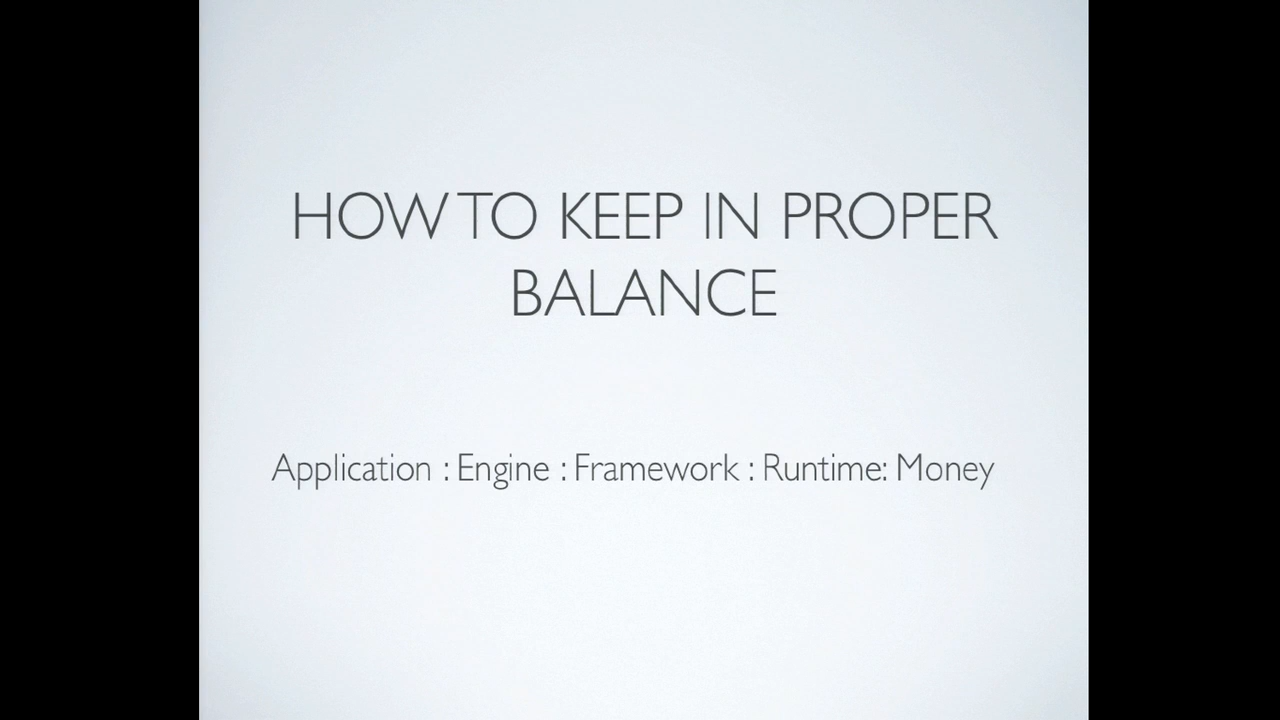 HOW TO KEEP IN PROPER
BALANCE
Application : Engine : Framework : Runtime: Money